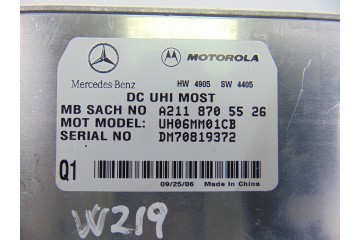 MOTOROLA
Mercedes-Benz
HW 4905 SW 4405
DC UHI MOST
MB SACH NO A211 870 55 26
MOT MODEL: UH06MM01CB
SERIAL NO DM70819372
Q1
09/25/06 Made In China
W219